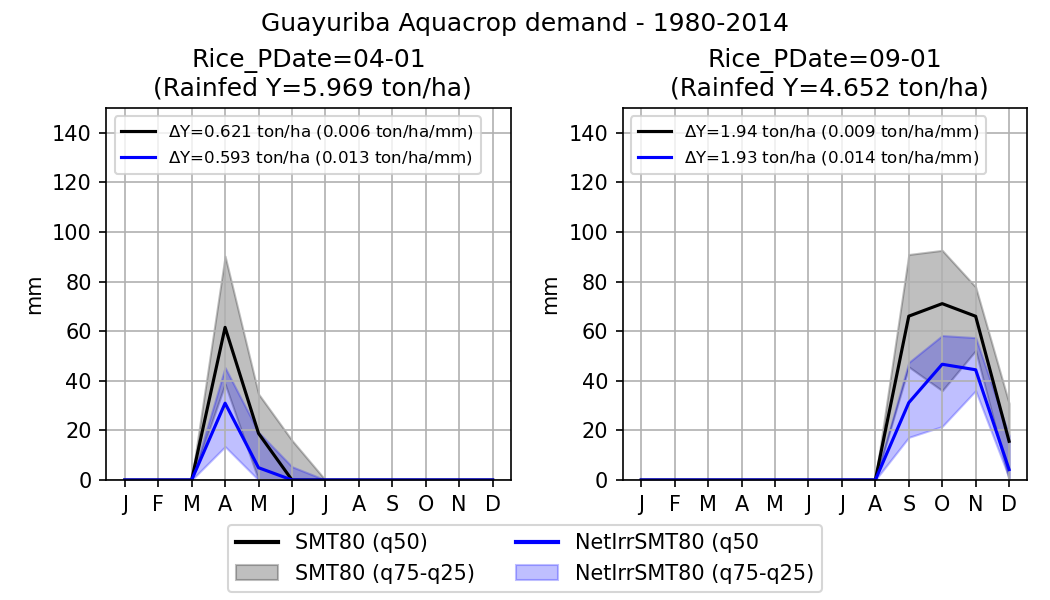 Guayuriba Aquacrop demand - 1980-2014
Rice_PDate=04-01
(Rainfed Y=5.969 ton/ha)
ΔY=0.621 ton/ha (0.006 ton/ha/mm)
ΔY=0.593 ton/ha (0.013 ton/ha/mm)
mm
140
120
100
80
60
40
20
0
J F M A M J J A S O N D
Rice_PDate=09-01
(Rainfed Y=4.652 ton/ha)
ΔY=1.94 ton/ha (0.009 ton/ha/mm)
ΔY=1.93 ton/ha (0.014 ton/ha/mm)
mm
140
120
100
80
60
40
20
0
J F M A M J J A S O N D
SMT80 (q50)
SMT80 (q75-q25)
NetIrrSMT80 (q50
NetIrrSMT80 (q75-q25)